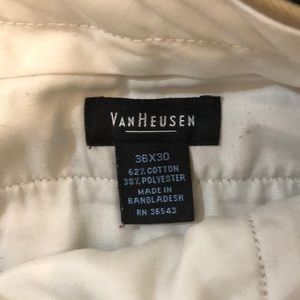 VANHEUSEN
36X30
62% COTTON
38% POLYESTER
MADE IN
BANGLADESH
RN 36543